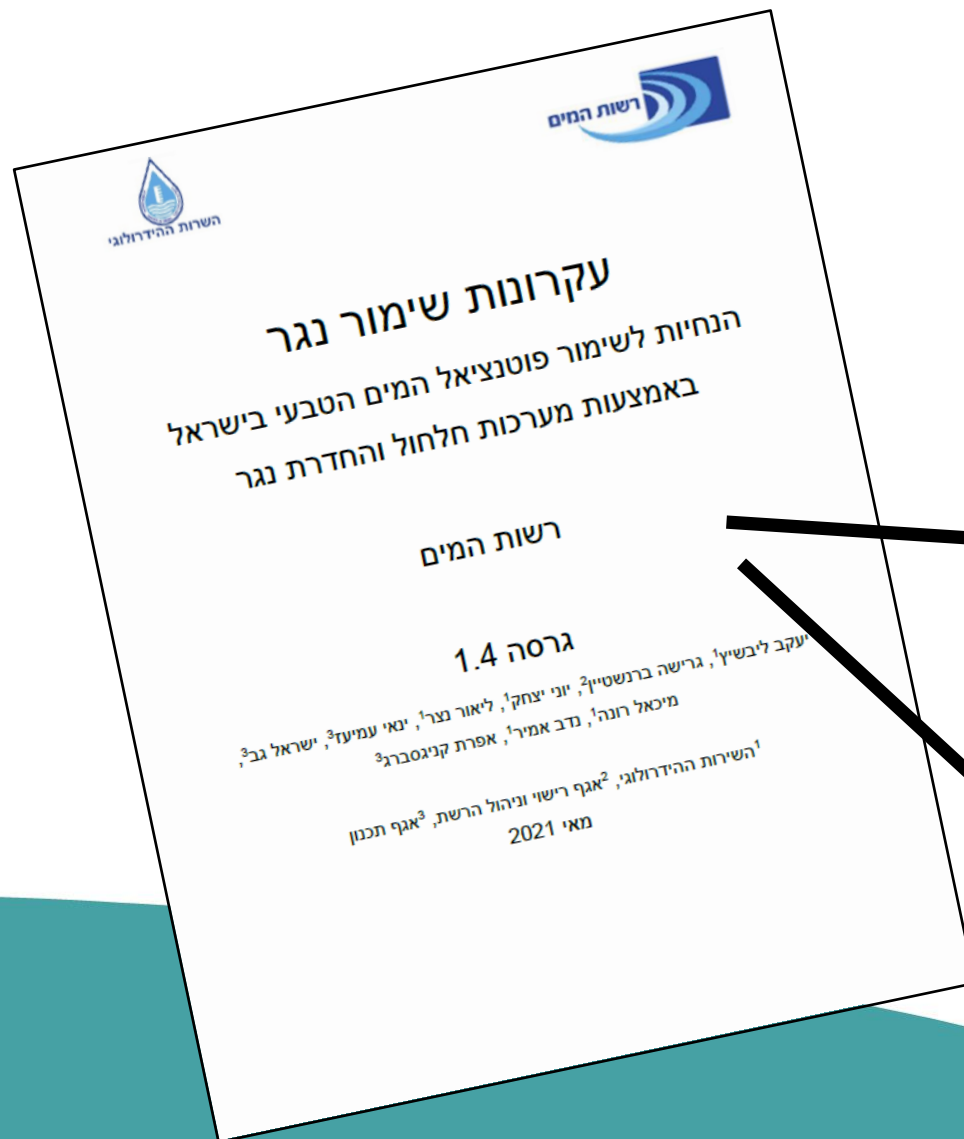 רשות המים
השרות ההידרולוגי
עקרונות שימור נגר
הנחיות לשימור פוטנציאל המים הטבעי בישראל
באמצעות מערכות חלחול והחדרת נגר
רשות המים
גרסה 1.4
יעקב ליבשיץ¹, גרישה ברנשטיין², יוני יצחק¹, ליאור נצר¹, ינאי עמיעז³, ישראל גב³,
מיכאל רונה¹, נדב אמיר¹, אפרת קניגסברג³
¹השירות ההידרולוגי, ²אגף רישוי וניהול הרשת, ³אגף תכנון
מאי 2021